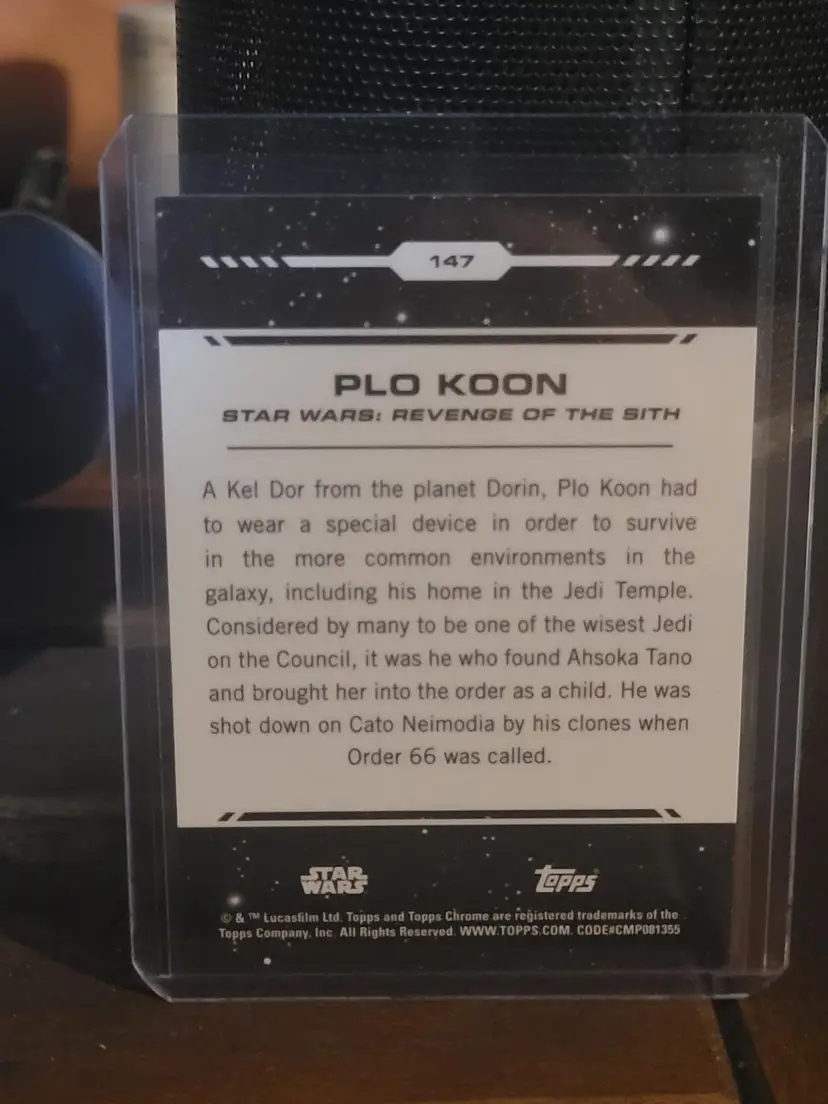 147
PLO KOON
STAR WARS: REVENGE OF THE SITH
A Kel Dor from the planet Dorin, Plo Koon had
to wear a special device in order to survive
in the more common environments in the
galaxy, including his home in the Jedi Temple.
Considered by many to be one of the wisest Jedi
on the Council, it was he who found Ahsoka Tano
and brought her into the order as a child. He was
shot down on Cato Neimodia by his clones when
Order 66 was called.
STAR
WARS
Topps
© & ™ Lucasfilm Ltd. Topps and Topps Chrome are registered trademarks of the
Topps Company, Inc. All Rights Reserved. WWW.TOPPS.COM. CODE#CMP081355